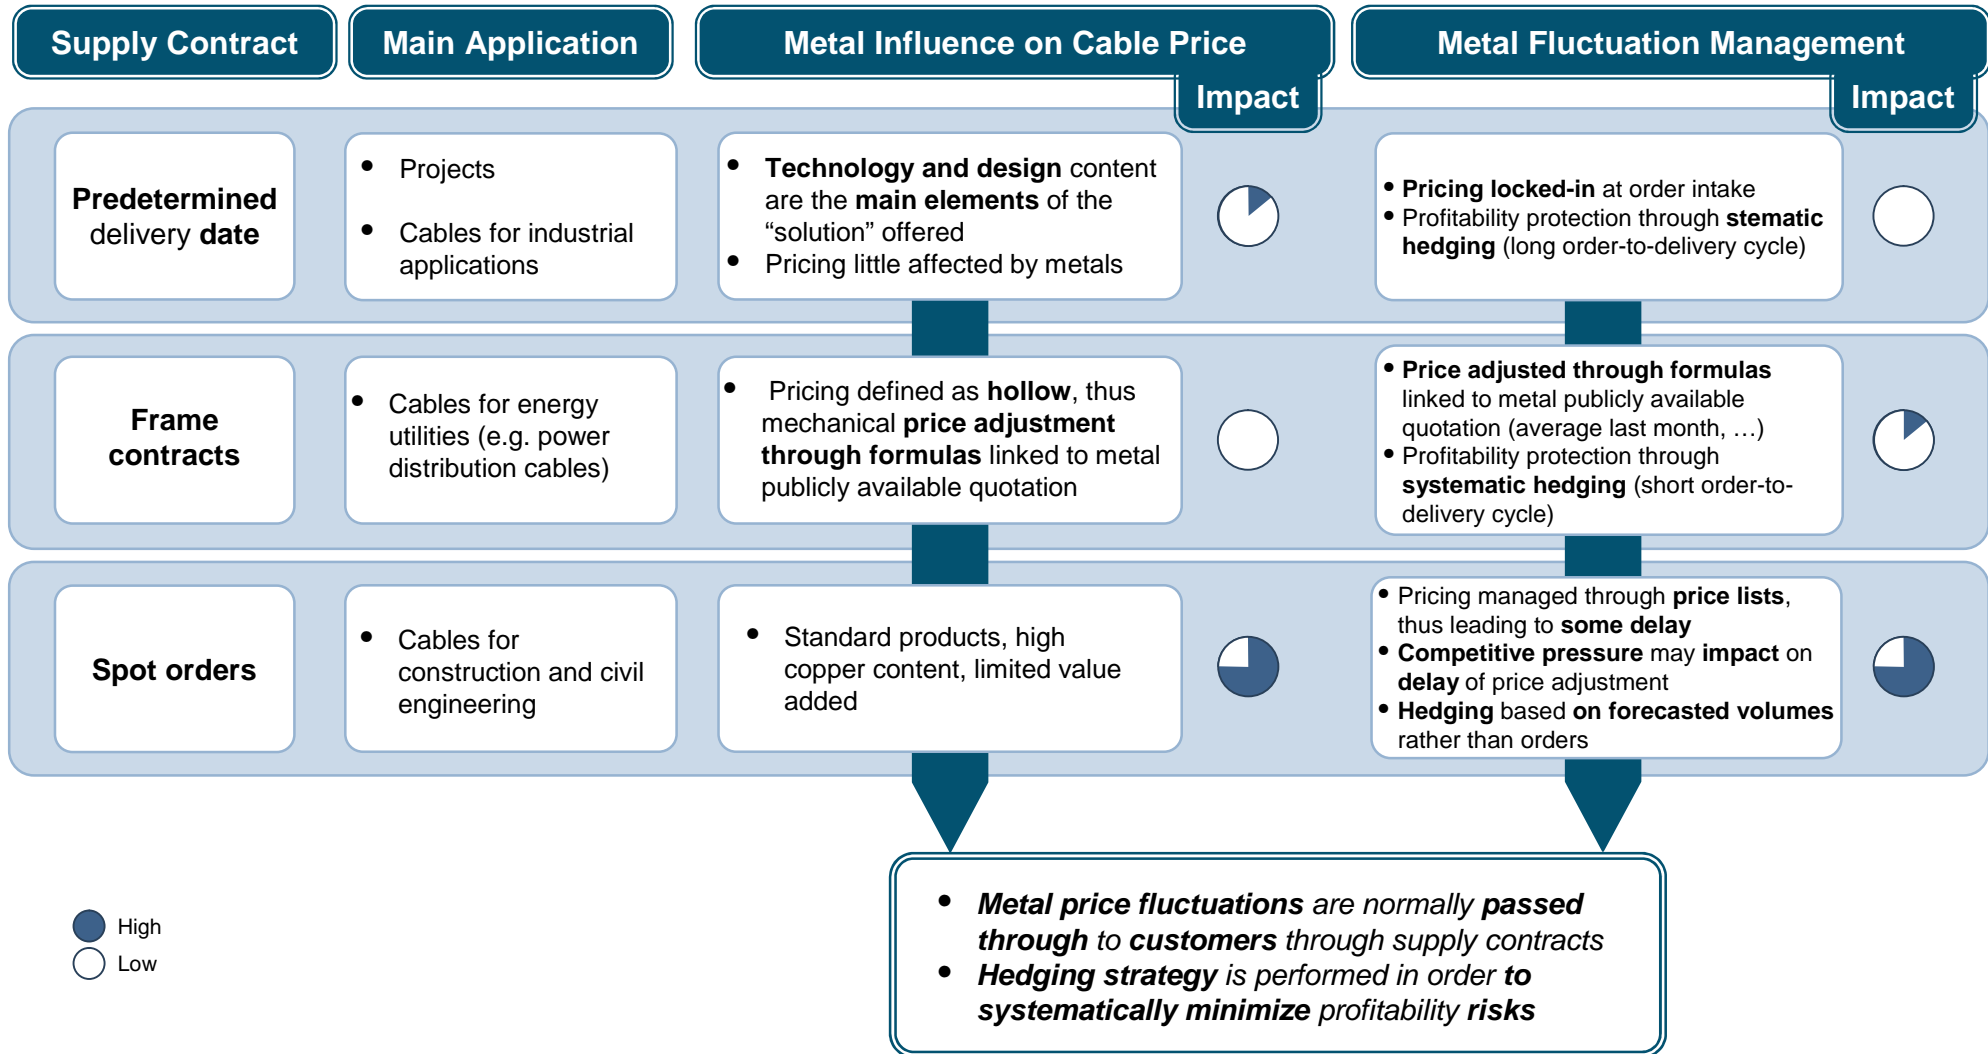 Supply Contract
Main Application
Metal Influence on Cable Price
Impact
Metal Fluctuation Management
Impact
Predetermined
delivery date
• Projects
• Cables for industrial
applications
• Technology and design content
are the main elements of the
“solution” offered
• Pricing little affected by metals
• Pricing locked-in at order intake
• Profitability protection through stematic
hedging (long order-to-delivery cycle)
Frame
contracts
• Cables for energy
utilities (e.g. power
distribution cables)
• Pricing defined as hollow, thus
mechanical price adjustment
through formulas linked to metal
publicly available quotation
• Price adjusted through formulas
linked to metal publicly available
quotation (average last month, …)
• Profitability protection through
systematic hedging (short order-to-
delivery cycle)
Spot orders
• Cables for
construction and civil
engineering
• Standard products, high
copper content, limited value
added
• Pricing managed through price lists,
thus leading to some delay
• Competitive pressure may impact on
delay of price adjustment
• Hedging based on forecasted volumes
rather than orders
High
Low
• Metal price fluctuations are normally passed
through to customers through supply contracts
• Hedging strategy is performed in order to
systematically minimize profitability risks